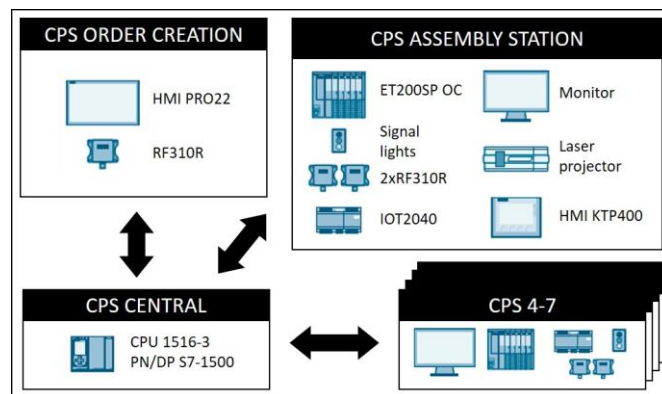 CPS ORDER CREATION
HMI PRO22
RF310R
CPS ASSEMBLY STATION
ET200SP OC
Signal
lights
2xRF310R
IOT2040
Monitor
Laser
projector
HMI KTP400
CPS CENTRAL
CPU 1516-3
PN/DP S7-1500
CPS 4-7